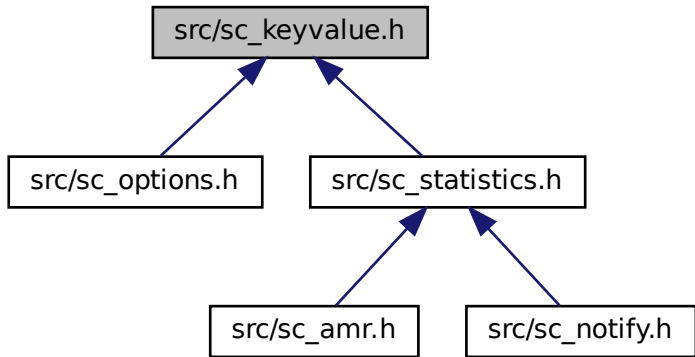 src/sc_keyvalue.h
src/sc_options.h
src/sc_statistics.h
src/sc_amr.h
src/sc_notify.h